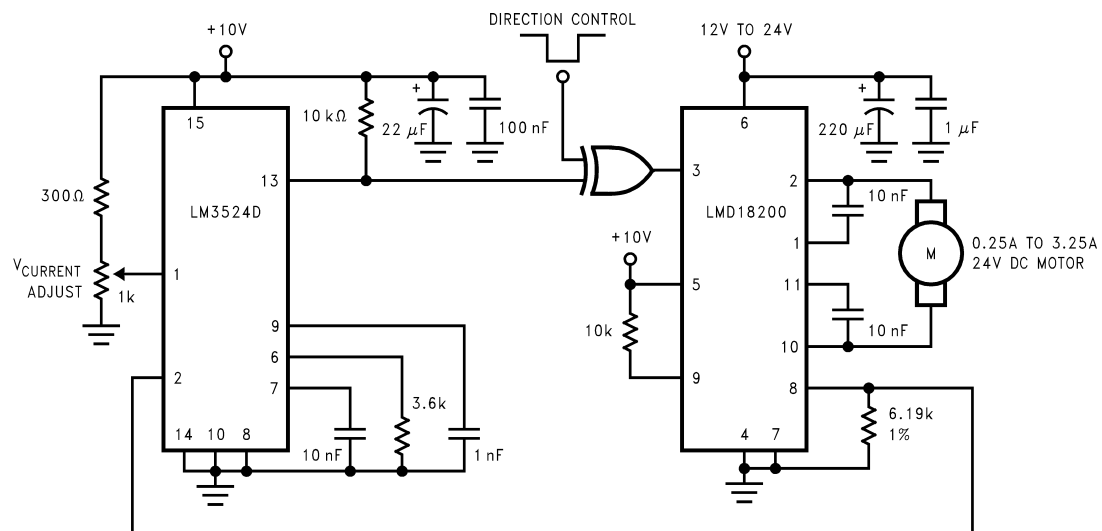 DIRECTION CONTROL
+10V
12V TO 24V
15
10 kΩ
+
22 μF
100 nF
6
+
220 μF
1 μF
300Ω
13
LM3524D
3
2
10 nF
LMD18200
+10V
1
M
0.25A TO 3.25A
24V DC MOTOR
VCURRENT
ADJUST
1k
1
5
11
9
10k
10 nF
6
10
2
7
3.6k
9
8
6.19k
1%
14
10
8
10 nF
1 nF
4
7